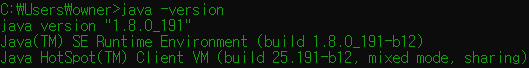 C:₩Users₩owner>java -version
java version "1.8.0_191"
Java(TM) SE Runtime Environment (build 1.8.0_191-b12)
Java HotSpot(TM) Client VM (build 25.191-b12, mixed mode, sharing)